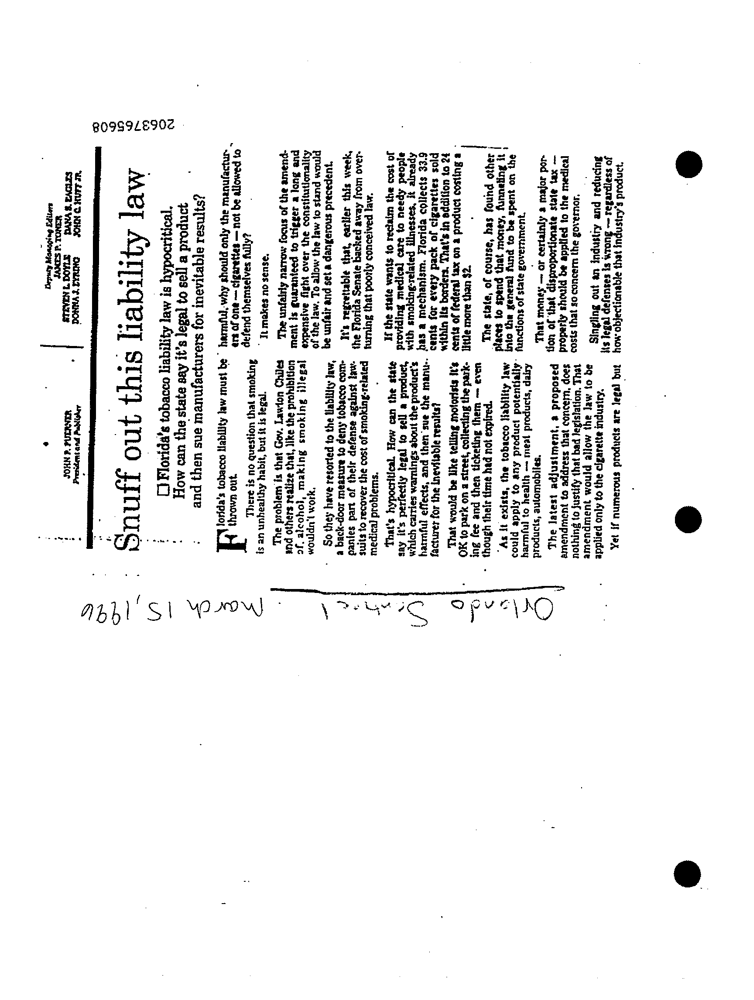 JOHN P. PUERNER
President and Publisher
Deputy Managing Editors
JAMES P. TONER
STEVEN L. DOYLE DANA S. EAGLES
DONNA J. EYRING JOHN C. HUFF JR.
2063765608
Snuff out this liability law
☐ Florida's tobacco liability law is hypocritical.
How can the state say it's legal to sell a product
and then sue manufacturers for inevitable results?
Florida's tobacco liability law must be
thrown out.
There is no question that smoking
is an unhealthy habit, but it is legal.
The problem is that Gov. Lawton Chiles
and others realize that, like the prohibition
of alcohol, making smoking illegal
wouldn't work.
So they have resorted to the liability law,
a back-door measure to deny tobacco com-
panies part of their defense against law-
suits to recover the cost of smoking-related
medical problems.
That's hypocritical. How can the state
say it's perfectly legal to sell a product,
which carries warnings about the product's
harmful effects, and then sue the manu-
facturer for the inevitable results?
That would be like telling motorists it's
OK to park on a street, collecting the park-
ing fee and then ticketing them — even
though their time had not expired.
As it exists, the tobacco liability law
could apply to any product potentially
harmful to health — meat products, dairy
products, automobiles.
The latest adjustment, a proposed
amendment to address that concern, does
nothing to justify that bad legislation. That
amendment would allow the law to be
applied only to the cigarette industry.
Yet if numerous products are legal but
harmful, why should only the manufactur-
ers of one — cigarettes — not be allowed to
defend themselves fully?
It makes no sense.
The unfairly narrow focus of the amend-
ment is guaranteed to trigger a long and
expensive fight over the constitutionality
of the law. To allow the law to stand would
be unfair and set a dangerous precedent.
It's regrettable that, earlier this week,
the Florida Senate backed away from over-
turning that poorly conceived law.
If the state wants to reclaim the cost of
providing medical care to needy people
with smoking-related illnesses, it already
has a mechanism. Florida collects 33.9
cents for every pack of cigarettes sold
within its borders. That's in addition to 24
cents of federal tax on a product costing a
little more than $2.
The state, of course, has found other
places to spend that money, funneling it
into the general fund to be spent on the
functions of state government.
That money — or certainly a major por-
tion of that disproportionate state tax —
properly should be applied to the medical
costs that so concern the governor.
Singling out an industry and reducing
its legal defenses is wrong — regardless of
how objectionable that industry's product.
Orlando Sentinel March 15, 1996